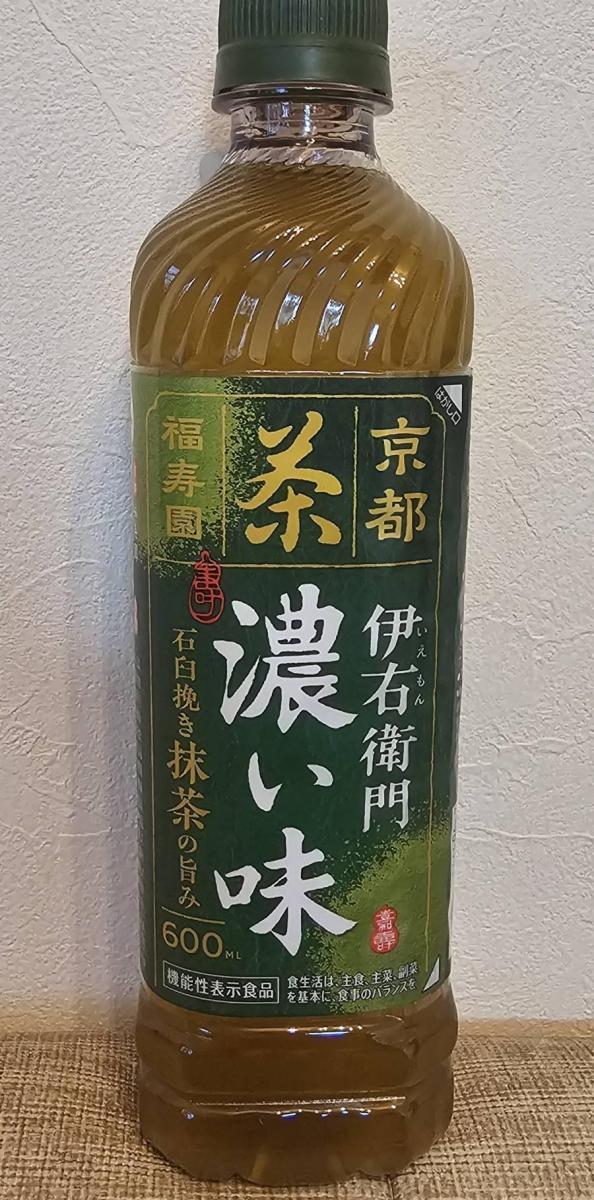 はがし口
京都
茶
福寿園
伊右衛門
いえもん
濃い味
石臼挽き抹茶の旨み
600ML
機能性表示食品
食生活は、主食、主菜、副菜
を基本に、食事のバランスを